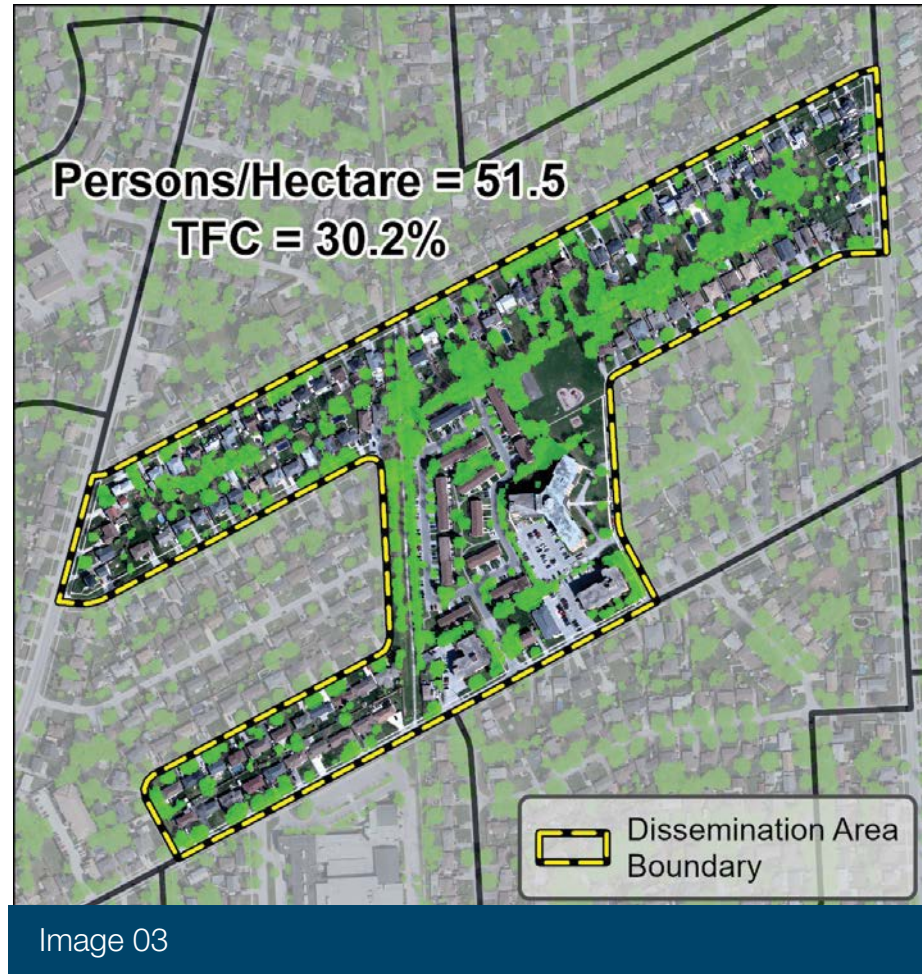 Persons/Hectare = 51.5
TFC = 30.2%
Dissemination Area
Boundary
Image 03